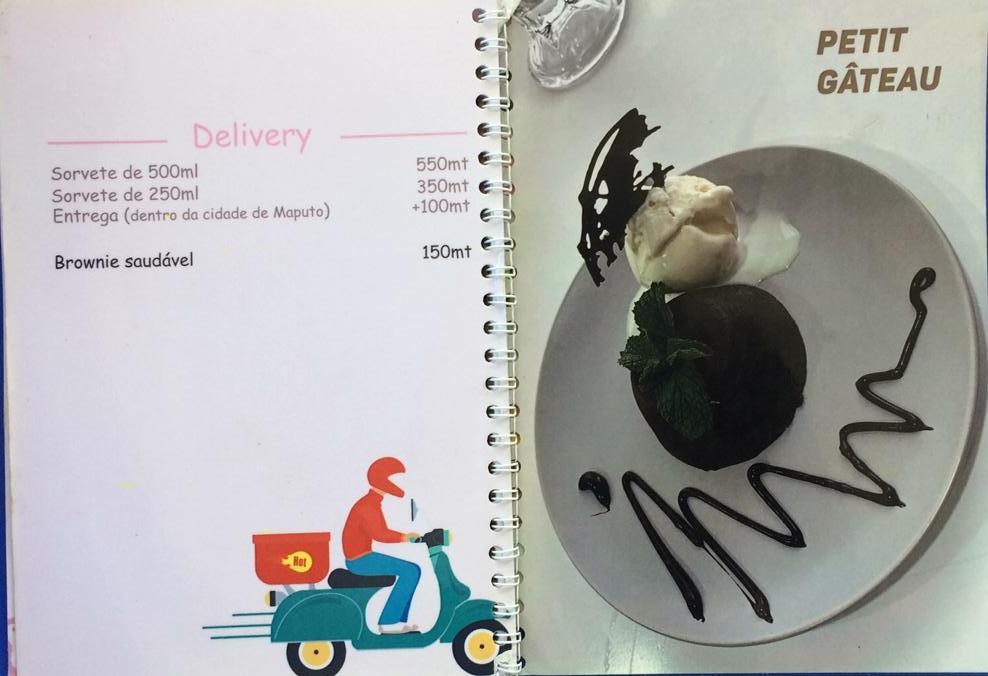 Delivery
Sorvete de 500ml 550mt
Sorvete de 250ml 350mt
Entrega (dentro da cidade de Maputo) +100mt
Brownie saudável 150mt
Hot
PETIT
GÂTEAU